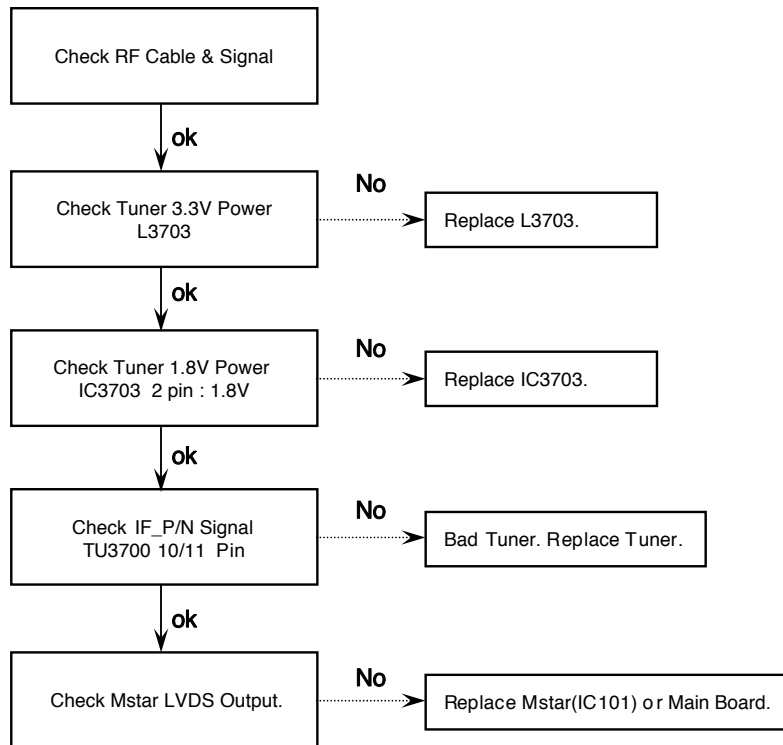 Check RF Cable & Signal
ok
Check Tuner 3.3V Power
L3703
No
Replace L3703.
ok
Check Tuner 1.8V Power
IC3703 2 pin : 1.8V
No
Replace IC3703.
ok
Check IF_P/N Signal
TU3700 10/11 Pin
No
Bad Tuner. Replace Tuner.
ok
Check Mstar LVDS Output.
No
Replace Mstar(IC101) or Main Board.